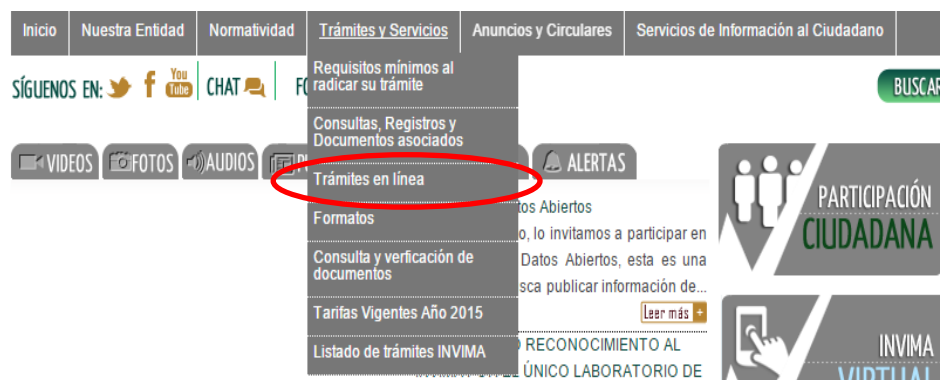 Inicio
Nuestra Entidad
Normatividad
Trámites y Servicios
Anuncios y Circulares
Servicios de Información al Ciudadano
SÍGUENOS EN:
You
Tube
CHAT
BUSCAR
Requisitos mínimos al
radicar su trámite
Consultas, Registros y
Documentos asociados
Trámites en línea
Formatos
Consulta y verficación de
documentos
Tarifas Vigentes Año 2015
Listado de trámites INVIMA
VIDEOS
FOTOS
AUDIOS
ALERTAS
tos Abiertos
o, lo invitamos a participar en
Datos Abiertos, esta es una
sca publicar información de...
Leer más +
RECONOCIMIENTO AL
ÚNICO LABORATORIO DE
PARTICIPACIÓN
CIUDADANA
INVIMA
VIRTUAL